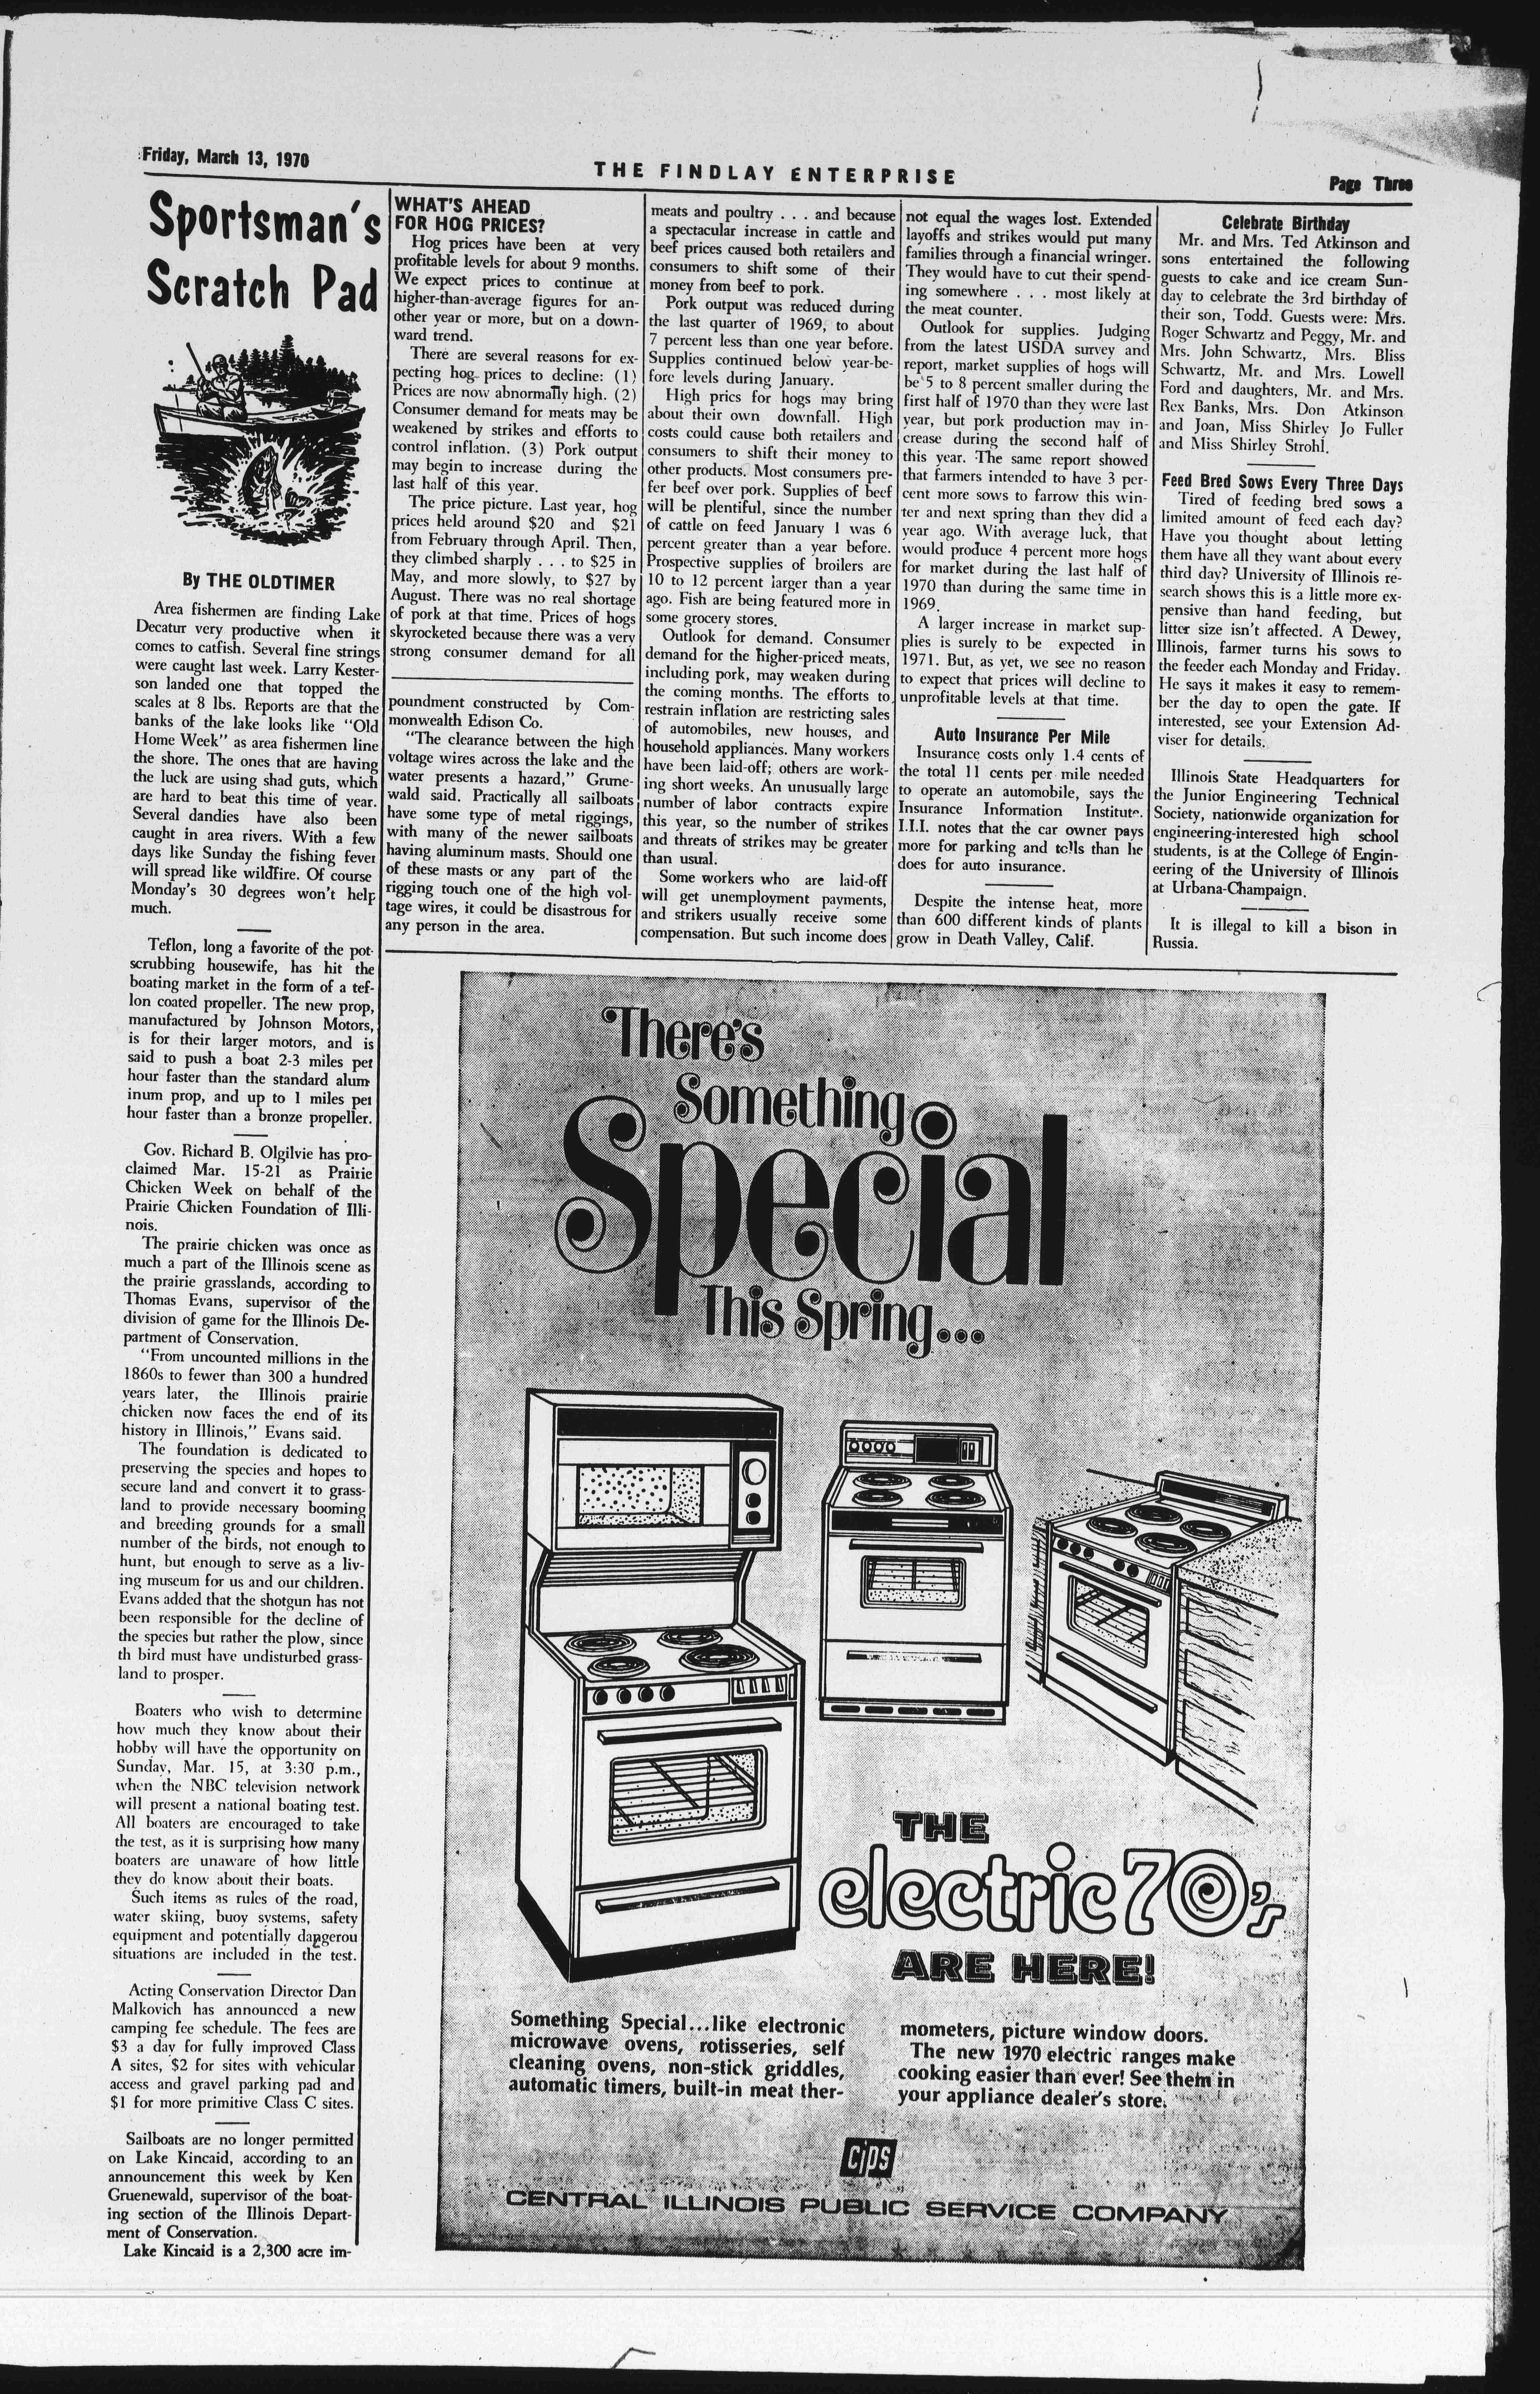 Friday, March 13, 1970
THE FINDLAY ENTERPRISE
Page Three
Sportsman's
Scratch Pad
By THE OLDTIMER
Area fishermen are finding Lake
Decatur very productive when it
comes to catfish. Several fine strings
were caught last week. Larry Kester-
son landed one that topped the
scales at 8 lbs. Reports are that the
banks of the lake looks like "Old
Home Week" as area fishermen line
the shore. The ones that are having
the luck are using shad guts, which
are hard to beat this time of year.
Several dandies have also been
caught in area rivers. With a few
days like Sunday the fishing fever
will spread like wildfire. Of course
Monday's 30 degrees won't help
much.
Teflon, long a favorite of the pot-
scrubbing housewife, has hit the
boating market in the form of a tef-
lon coated propeller. The new prop,
manufactured by Johnson Motors,
is for their larger motors, and is
said to push a boat 2-3 miles per
hour faster than the standard alum
inum prop, and up to 1 miles per
hour faster than a bronze propeller.
Gov. Richard B. Olgilvie has pro-
claimed Mar. 15-21 as Prairie
Chicken Week on behalf of the
Prairie Chicken Foundation of Illi-
nois.
The prairie chicken was once as
much a part of the Illinois scene as
the prairie grasslands, according to
Thomas Evans, supervisor of the
division of game for the Illinois De-
partment of Conservation.
"From uncounted millions in the
1860s to fewer than 300 a hundred
years later, the Illinois prairie
chicken now faces the end of its
history in Illinois," Evans said.
The foundation is dedicated to
preserving the species and hopes to
secure land and convert it to grass-
land to provide necessary booming
and breeding grounds for a small
number of the birds, not enough to
hunt, but enough to serve as a liv-
ing museum for us and our children.
Evans added that the shotgun has not
been responsible for the decline of
the species but rather the plow, since
th bird must have undisturbed grass-
land to prosper.
Boaters who wish to determine
how much they know about their
hobby will have the opportunity on
Sunday, Mar. 15, at 3:30 p.m.,
when the NBC television network
will present a national boating test.
All boaters are encouraged to take
the test, as it is surprising how many
boaters are unaware of how little
they do know about their boats.
Such items as rules of the road,
water skiing, buoy systems, safety
equipment and potentially dangerou
situations are included in the test.
Acting Conservation Director Dan
Malkovich has announced a new
camping fee schedule. The fees are
$3 a day for fully improved Class
A sites, $2 for sites with vehicular
access and gravel parking pad and
$1 for more primitive Class C sites.
Sailboats are no longer permitted
on Lake Kincaid, according to an
announcement this week by Ken
Gruenewald, supervisor of the boat-
ing section of the Illinois Depart-
ment of Conservation.
Lake Kincaid is a 2,300 acre im-
WHAT'S AHEAD
FOR HOG PRICES?
Hog prices have been at very
profitable levels for about 9 months.
We expect prices to continue at
higher-than-average figures for an-
other year or more, but on a down-
ward trend.
There are several reasons for ex-
pecting hog prices to decline: (1)
Prices are now abnormally high. (2)
Consumer demand for meats may be
weakened by strikes and efforts to
control inflation. (3) Pork output
may begin to increase during the
last half of this year.
The price picture. Last year, hog
prices held around $20 and $21
from February through April. Then,
they climbed sharply . . . to $25 in
May, and more slowly, to $27 by
August. There was no real shortage
of pork at that time. Prices of hogs
skyrocketed because there was a very
strong consumer demand for all
poundment constructed by Com-
monwealth Edison Co.
"The clearance between the high
voltage wires across the lake and the
water presents a hazard," Grune-
wald said. Practically all sailboats
have some type of metal riggings,
with many of the newer sailboats
having aluminum masts. Should one
of these masts or any part of the
rigging touch one of the high vol-
tage wires, it could be disastrous for
any person in the area.
meats and poultry . . . and because
a spectacular increase in cattle and
beef prices caused both retailers and
consumers to shift some of their
money from beef to pork.
Pork output was reduced during
the last quarter of 1969, to about
7 percent less than one year before.
Supplies continued below year-be-
fore levels during January.
High prics for hogs may bring
about their own downfall. High
costs could cause both retailers and
consumers to shift their money to
other products. Most consumers pre-
fer beef over pork. Supplies of beef
will be plentiful, since the number
of cattle on feed January 1 was 6
percent greater than a year before.
Prospective supplies of broilers are
10 to 12 percent larger than a year
ago. Fish are being featured more in
some grocery stores.
Outlook for demand. Consumer
demand for the higher-priced meats,
including pork, may weaken during
the coming months. The efforts to
restrain inflation are restricting sales
of automobiles, new houses, and
household appliances. Many workers
have been laid-off; others are work-
ing short weeks. An unusually large
number of labor contracts expire
this year, so the number of strikes
and threats of strikes may be greater
than usual.
Some workers who are laid-off
will get unemployment payments,
and strikers usually receive some
compensation. But such income does
not equal the wages lost. Extended
layoffs and strikes would put many
families through a financial wringer.
They would have to cut their spend-
ing somewhere . . . most likely at
the meat counter.
Outlook for supplies. Judging
from the latest USDA survey and
report, market supplies of hogs will
be 5 to 8 percent smaller during the
first half of 1970 than they were last
year, but pork production may in-
crease during the second half of
this year. The same report showed
that farmers intended to have 3 per-
cent more sows to farrow this win-
ter and next spring than they did a
year ago. With average luck, that
would produce 4 percent more hogs
for market during the last half of
1970 than during the same time in
1969.
A larger increase in market sup-
plies is surely to be expected in
1971. But, as yet, we see no reason
to expect that prices will decline to
unprofitable levels at that time.
Auto Insurance Per Mile
Insurance costs only 1.4 cents of
the total 11 cents per mile needed
to operate an automobile, says the
Insurance Information Institute.
I.I.I. notes that the car owner pays
more for parking and tolls than he
does for auto insurance.
Despite the intense heat, more
than 600 different kinds of plants
grow in Death Valley, Calif.
Celebrate Birthday
Mr. and Mrs. Ted Atkinson and
sons entertained the following
guests to cake and ice cream Sun-
day to celebrate the 3rd birthday of
their son, Todd. Guests were: Mrs.
Roger Schwartz and Peggy, Mr. and
Mrs. John Schwartz, Mrs. Bliss
Schwartz, Mr. and Mrs. Lowell
Ford and daughters, Mr. and Mrs.
Rex Banks, Mrs. Don Atkinson
and Joan, Miss Shirley Jo Fuller
and Miss Shirley Strohl.
Feed Bred Sows Every Three Days
Tired of feeding bred sows a
limited amount of feed each day?
Have you thought about letting
them have all they want about every
third day? University of Illinois re-
search shows this is a little more ex-
pensive than hand feeding, but
litter size isn't affected. A Dewey,
Illinois, farmer turns his sows to
the feeder each Monday and Friday.
He says it makes it easy to remem-
ber the day to open the gate. If
interested, see your Extension Ad-
viser for details.
Illinois State Headquarters for
the Junior Engineering Technical
Society, nationwide organization for
engineering-interested high school
students, is at the College of Engin-
eering of the University of Illinois
at Urbana-Champaign.
It is illegal to kill a bison in
Russia.
There's
Something
Special
This Spring...
THE
electric 70's
ARE HERE!
Something Special...like electronic
microwave ovens, rotisseries, self
cleaning ovens, non-stick griddles,
automatic timers, built-in meat ther-
mometers, picture window doors.
The new 1970 electric ranges make
cooking easier than ever! See them in
your appliance dealer's store.
cips
CENTRAL ILLINOIS PUBLIC SERVICE COMPANY